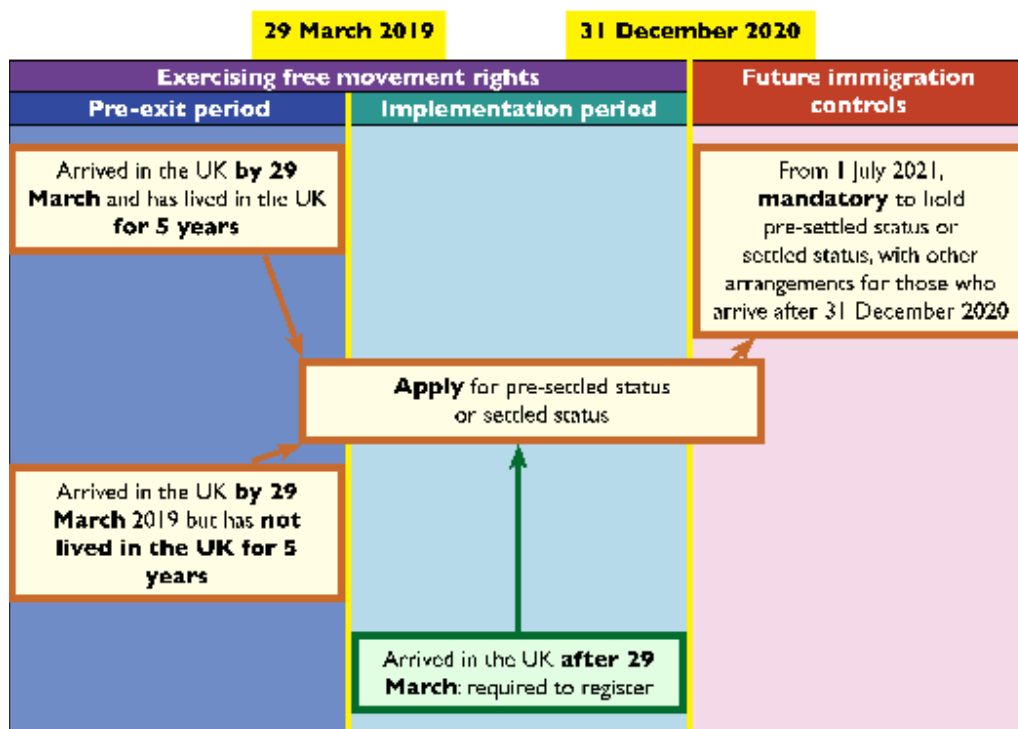 29 March 2019
31 December 2020
Exercising free movement rights
Future immigration
controls
Pre-exit period
Implementation period
Arrived in the UK by 29
March and has lived in the UK
for 5 years
From 1 July 2021,
mandatory to hold
pre-settled status or
settled status, with other
arrangements for those who
arrive after 31 December 2020
Apply for pre-settled status
or settled status
Arrived in the UK by 29
March 2019 but has not
lived in the UK for 5
years
Arrived in the UK after 29
March: required to register